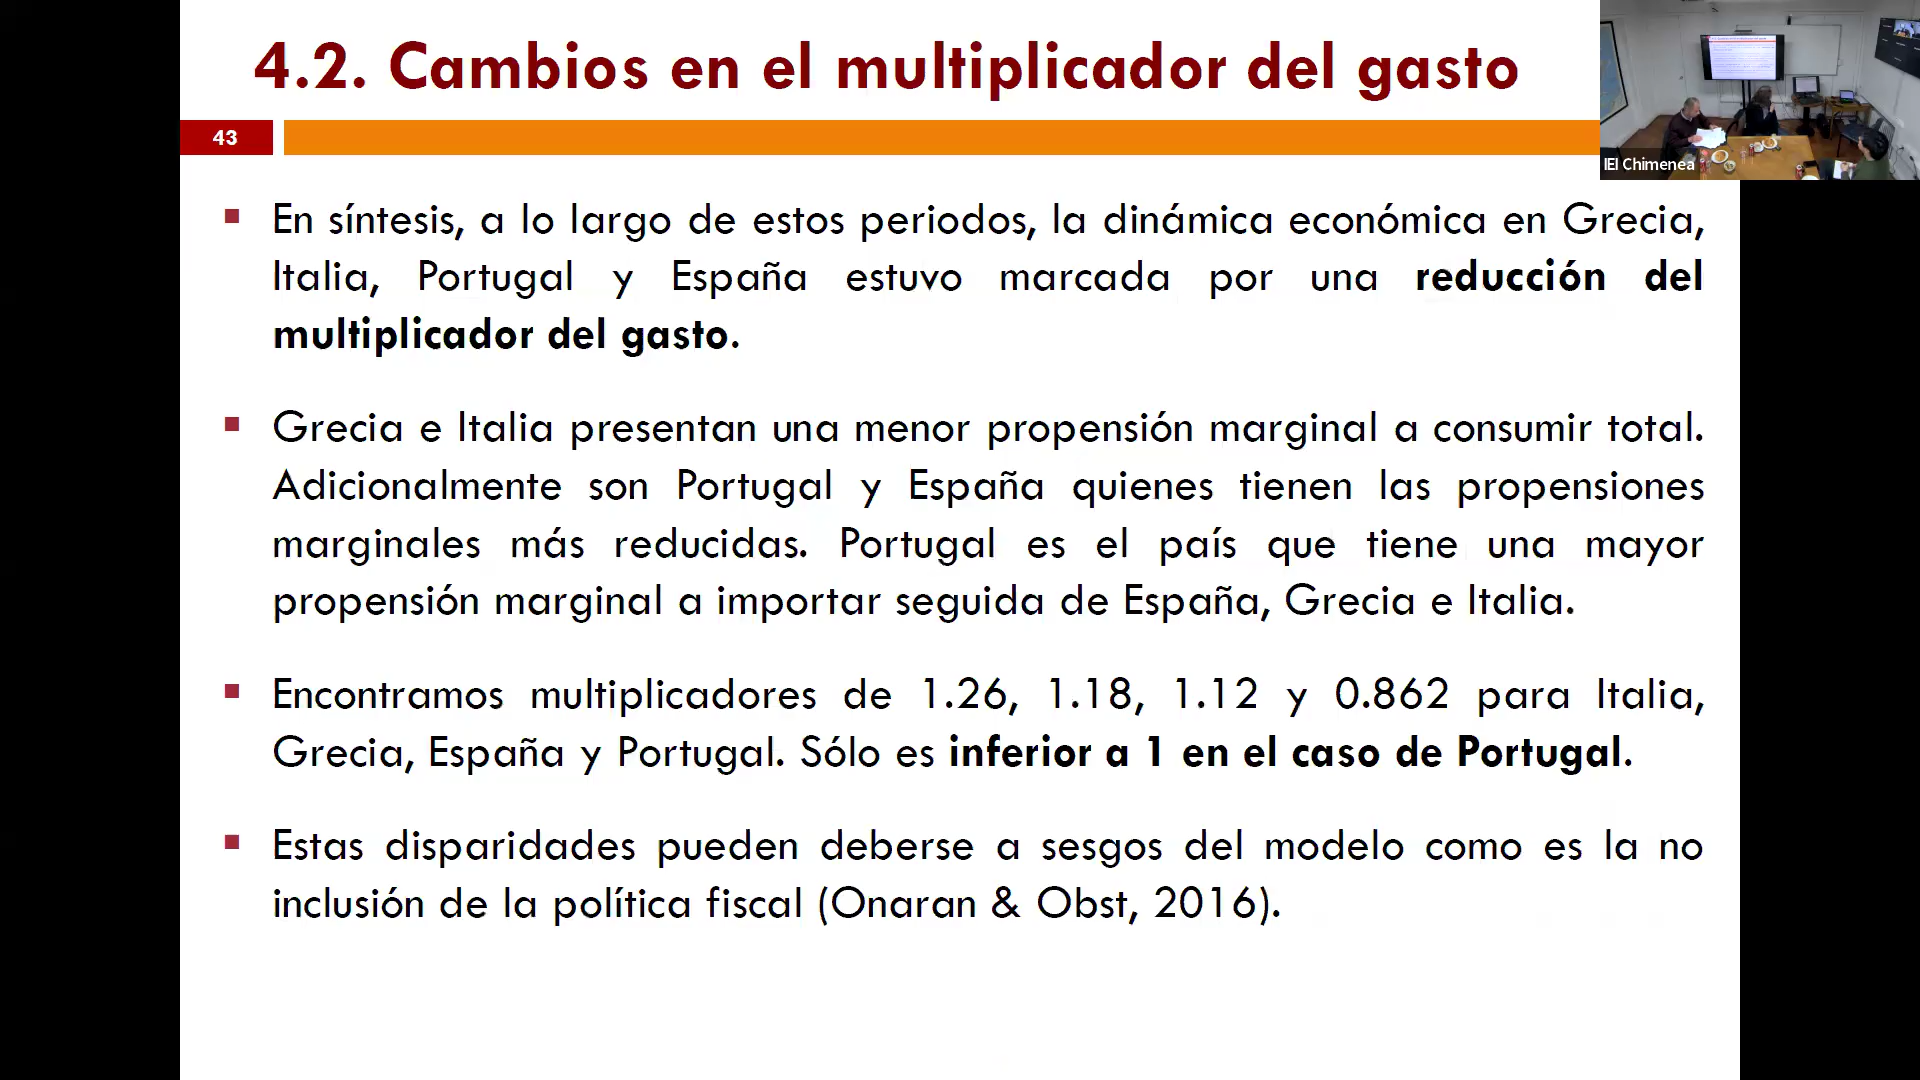 4.2. Cambios en el multiplicador del gasto
43
IEI Chimenea
En síntesis, a lo largo de estos periodos, la dinámica económica en Grecia,
Italia, Portugal y España estuvo marcada por una reducción del
multiplicador del gasto.
Grecia e Italia presentan una menor propensión marginal a consumir total.
Adicionalmente son Portugal y España quienes tienen las propensiones
marginales más reducidas. Portugal es el país que tiene una mayor
propensión marginal a importar seguida de España, Grecia e Italia.
Encontramos multiplicadores de 1.26, 1.18, 1.12 y 0.862 para Italia,
Grecia, España y Portugal. Sólo es inferior a 1 en el caso de Portugal.
Estas disparidades pueden deberse a sesgos del modelo como es la no
inclusión de la política fiscal (Onaran & Obst, 2016).